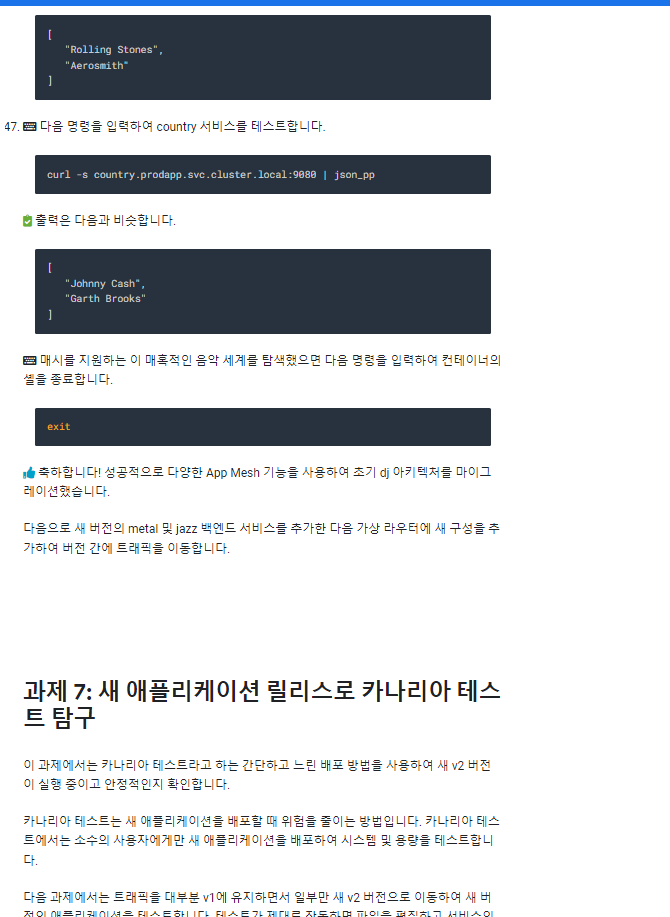 [
"Rolling Stones",
"Aerosmith"
]
47. 다음 명령을 입력하여 country 서비스를 테스트합니다.
curl -s country.prodapp.svc.cluster.local:9080 | json_pp
출력은 다음과 비슷합니다.
[
"Johnny Cash",
"Garth Brooks"
]
매시를 지원하는 이 매혹적인 음악 세계를 탐색했으면 다음 명령을 입력하여 컨테이너의
셸을 종료합니다.
exit
축하합니다! 성공적으로 다양한 App Mesh 기능을 사용하여 초기 dj 아키텍처를 마이그
레이션했습니다.
다음으로 새 버전의 metal 및 jazz 백엔드 서비스를 추가한 다음 가상 라우터에 새 구성을 추
가하여 버전 간에 트래픽을 이동합니다.
과제 7: 새 애플리케이션 릴리스로 카나리아 테스
트 탐구
이 과제에서는 카나리아 테스트라고 하는 간단하고 느린 배포 방법을 사용하여 새 v2 버전
이 실행 중이고 안정적인지 확인합니다.
카나리아 테스트는 새 애플리케이션을 배포할 때 위험을 줄이는 방법입니다. 카나리아 테스
트에서는 소수의 사용자에게만 새 애플리케이션을 배포하여 시스템 및 용량을 테스트합니
다.
다음 과제에서는 트래픽을 대부분 v1에 유지하면서 일부만 새 v2 버전으로 이동하여 새 버
전의 애플리케이션을 테스트합니다. 테스트가 제대로 작동하면 파일을 편집하고 서비스의